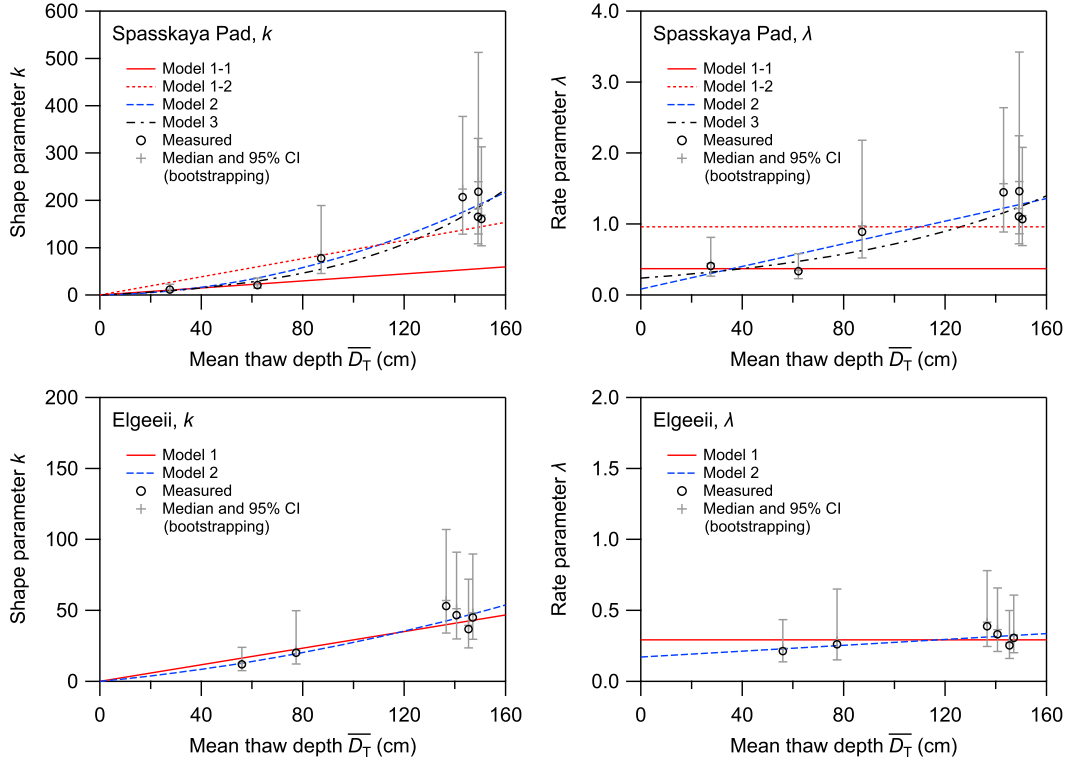 Spasskaya Pad, k
Model 1-1
Model 1-2
Model 2
Model 3
Measured
Median and 95% CI
(bootstrapping)
Shape parameter k
600
500
400
300
200
100
0
0
40
80
120
160
Mean thaw depth D̅T̅ (cm)
Spasskaya Pad, λ
Model 1-1
Model 1-2
Model 2
Model 3
Measured
Median and 95% CI
(bootstrapping)
Rate parameter λ
4.0
3.0
2.0
1.0
0.0
0
40
80
120
160
Mean thaw depth D̅T̅ (cm)
Elgeeii, k
Model 1
Model 2
Measured
Median and 95% CI
(bootstrapping)
Shape parameter k
200
150
100
50
0
0
40
80
120
160
Mean thaw depth D̅T̅ (cm)
Elgeeii, λ
Model 1
Model 2
Measured
Median and 95% CI
(bootstrapping)
Rate parameter λ
2.0
1.5
1.0
0.5
0.0
0
40
80
120
160
Mean thaw depth D̅T̅ (cm)